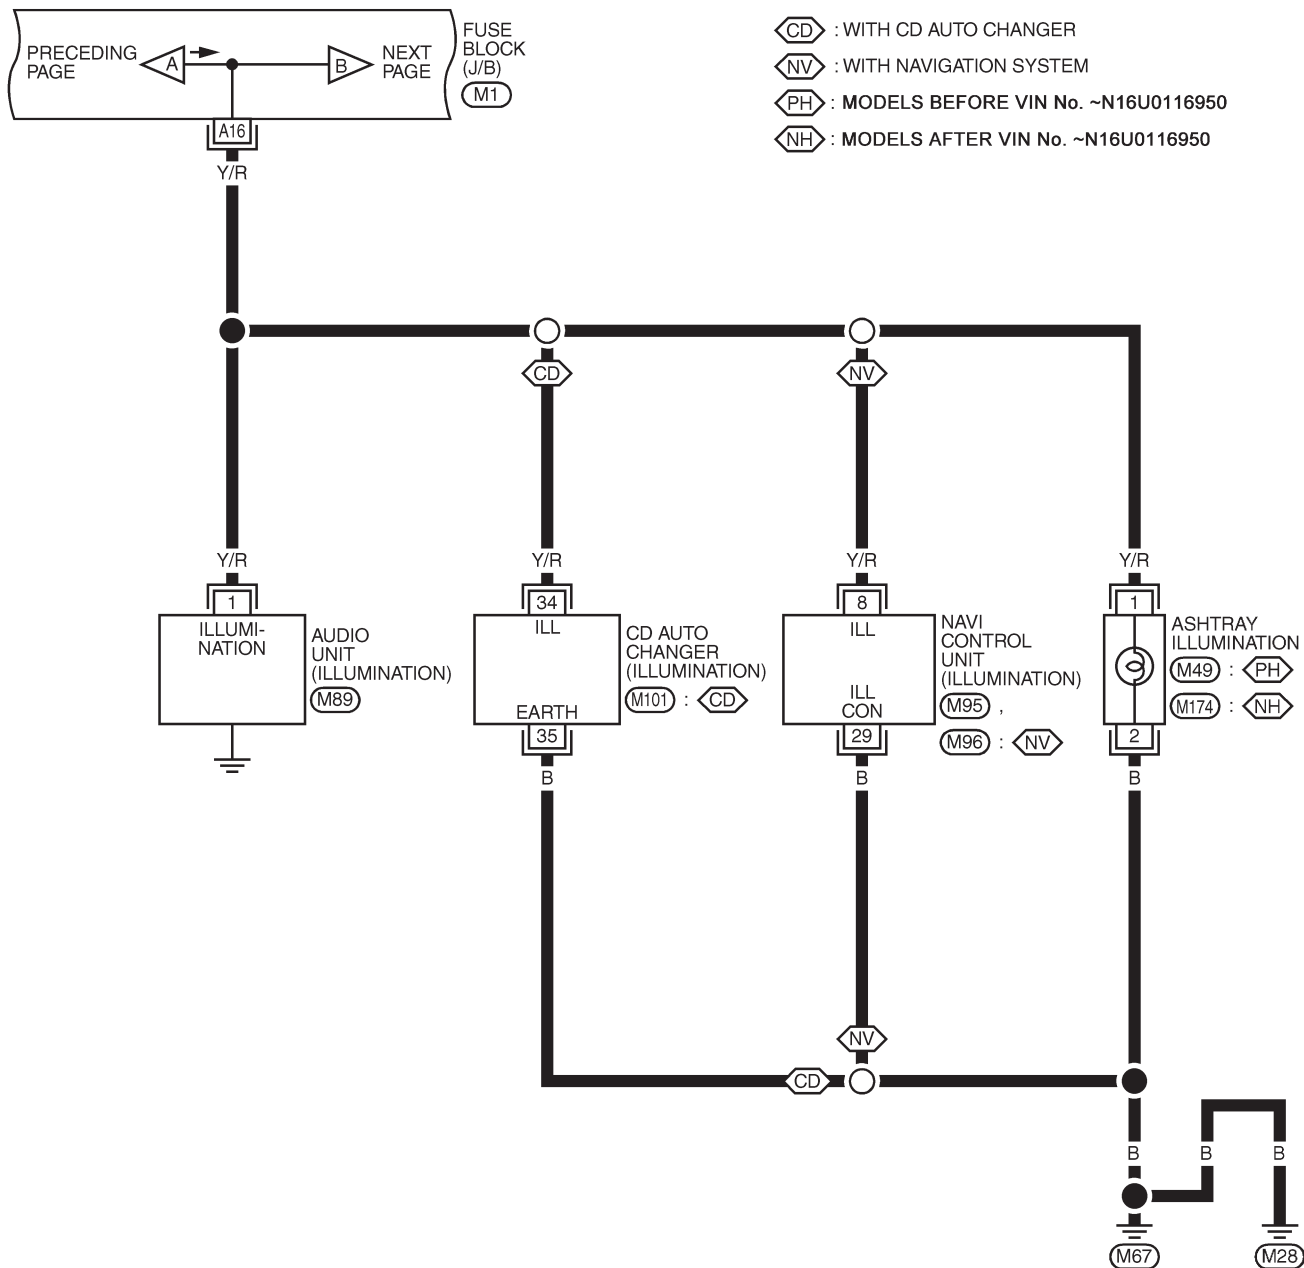 PRECEDING
PAGE
A
B
NEXT
PAGE
FUSE
BLOCK
(J/B)
M1
CD : WITH CD AUTO CHANGER
NV : WITH NAVIGATION SYSTEM
PH : MODELS BEFORE VIN No. ~N16U0116950
NH : MODELS AFTER VIN No. ~N16U0116950
A16
Y/R
CD
NV
Y/R
Y/R
Y/R
Y/R
1
ILLUMI-
NATION
AUDIO
UNIT
(ILLUMINATION)
M89
34
ILL
EARTH
35
CD AUTO
CHANGER
(ILLUMINATION)
M101 : CD
8
ILL
ILL
CON
29
NAVI
CONTROL
UNIT
(ILLUMINATION)
M95 ,
M96 : NV
1
2
ASHTRAY
ILLUMINATION
M49 : PH
M174 : NH
B
B
B
NV
CD
B
B
B
M67
M28